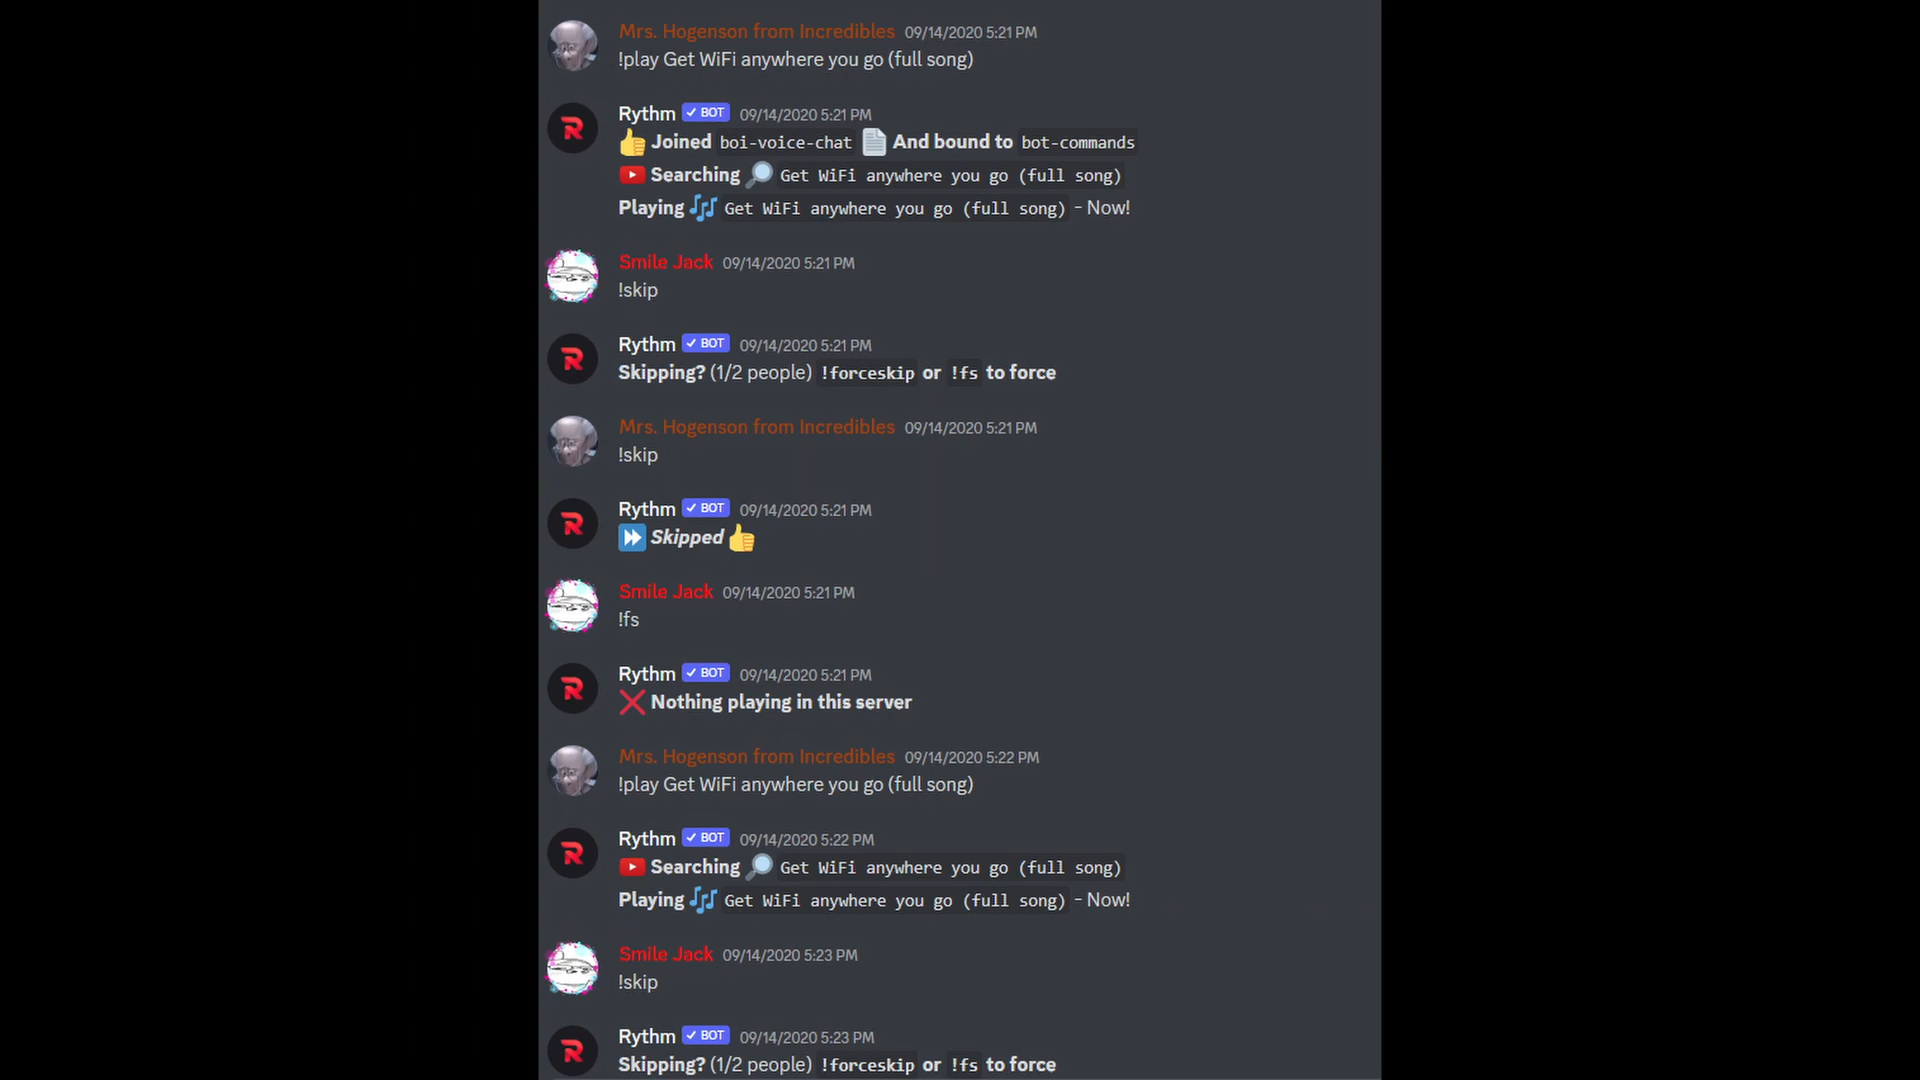 Mrs. Hogenson from Incredibles 09/14/2020 5:21 PM
!play Get WiFi anywhere you go (full song)
Rythm ✓ BOT 09/14/2020 5:21 PM
👍 Joined boi-voice-chat 📄 And bound to bot-commands
Searching 🔎 Get WiFi anywhere you go (full song)
Playing 🎶 Get WiFi anywhere you go (full song) - Now!
Smile Jack 09/14/2020 5:21 PM
!skip
Rythm ✓ BOT 09/14/2020 5:21 PM
Skipping? (1/2 people) !forceskip or !fs to force
Mrs. Hogenson from Incredibles 09/14/2020 5:21 PM
!skip
Rythm ✓ BOT 09/14/2020 5:21 PM
⏩ Skipped 👍
Smile Jack 09/14/2020 5:21 PM
!fs
Rythm ✓ BOT 09/14/2020 5:21 PM
❌ Nothing playing in this server
Mrs. Hogenson from Incredibles 09/14/2020 5:22 PM
!play Get WiFi anywhere you go (full song)
Rythm ✓ BOT 09/14/2020 5:22 PM
Searching 🔎 Get WiFi anywhere you go (full song)
Playing 🎶 Get WiFi anywhere you go (full song) - Now!
Smile Jack 09/14/2020 5:23 PM
!skip
Rythm ✓ BOT 09/14/2020 5:23 PM
Skipping? (1/2 people) !forceskip or !fs to force